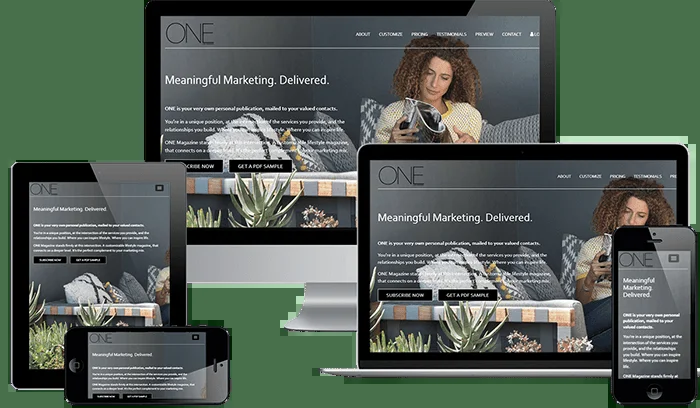 ONE
ABOUT CUSTOMIZE PRICING TESTIMONIALS PREVIEW CONTACT LO
Meaningful Marketing. Delivered.
ONE is your very own personal publication, mailed to your valued contacts.
You're in a unique position, at the intersection of the services you provide, and the
relationships you build. Where you can inspire lifestyle. Where you can inspire life.
ONE Magazine stands firmly at this intersection. A customizable lifestyle magazine,
that connects on a deeper level. It's the perfect complement to your marketing mix.
SUBSCRIBE NOW GET A PDF SAMPLE
ONE
Meaningful Marketing. Delivered.
ONE is your very own personal publication, mailed to your valued contacts.
You're in a unique position, at the intersection of the services you provide, and the
relationships you build. Where you can inspire lifestyle. Where you can inspire life.
ONE Magazine stands firmly at this intersection. A customizable lifestyle magazine, that
connects on a deeper level. It's the perfect complement to your marketing mix.
SUBSCRIBE NOW GET A PDF SAMPLE
ONE
Meaningful Marketing. Delivered.
ONE is your very own personal publication, mailed to your valued contacts.
You're in a unique position, at the intersection of the services you provide, and the
relationships you build. Where you can inspire lifestyle. Where you can inspire life.
ONE Magazine stands firmly at this intersection. A customizable lifestyle magazine, that
connects on a deeper level. It's the perfect complement to your marketing mix.
SUBSCRIBE NOW GET A PDF SAMPLE
ONE
ABOUT CUSTOMIZE PRICING TESTIMONIALS PRE
Meaningful Marketing. Delivered.
ONE is your very own personal publication, mailed to your valued contacts.
You're in a unique position, at the intersection of the services you provide, and the
relationships you build. Where you can inspire lifestyle. Where you can inspire life.
ONE Magazine stands firmly at this intersection. A customizable lifestyle magazine,
that connects on a deeper level. It's the perfect complement to your marketing mix.
SUBSCRIBE NOW GET A PDF SAMPLE
ONE
Meaningful
Marketing.
Delivered.
ONE is your very own personal
publication, mailed to your
valued contacts.
You're in a unique position, at
the intersection of the services
you provide, and the
relationships you build. Where
you can inspire lifestyle. Where
you can inspire life.
ONE Magazine stands firmly at